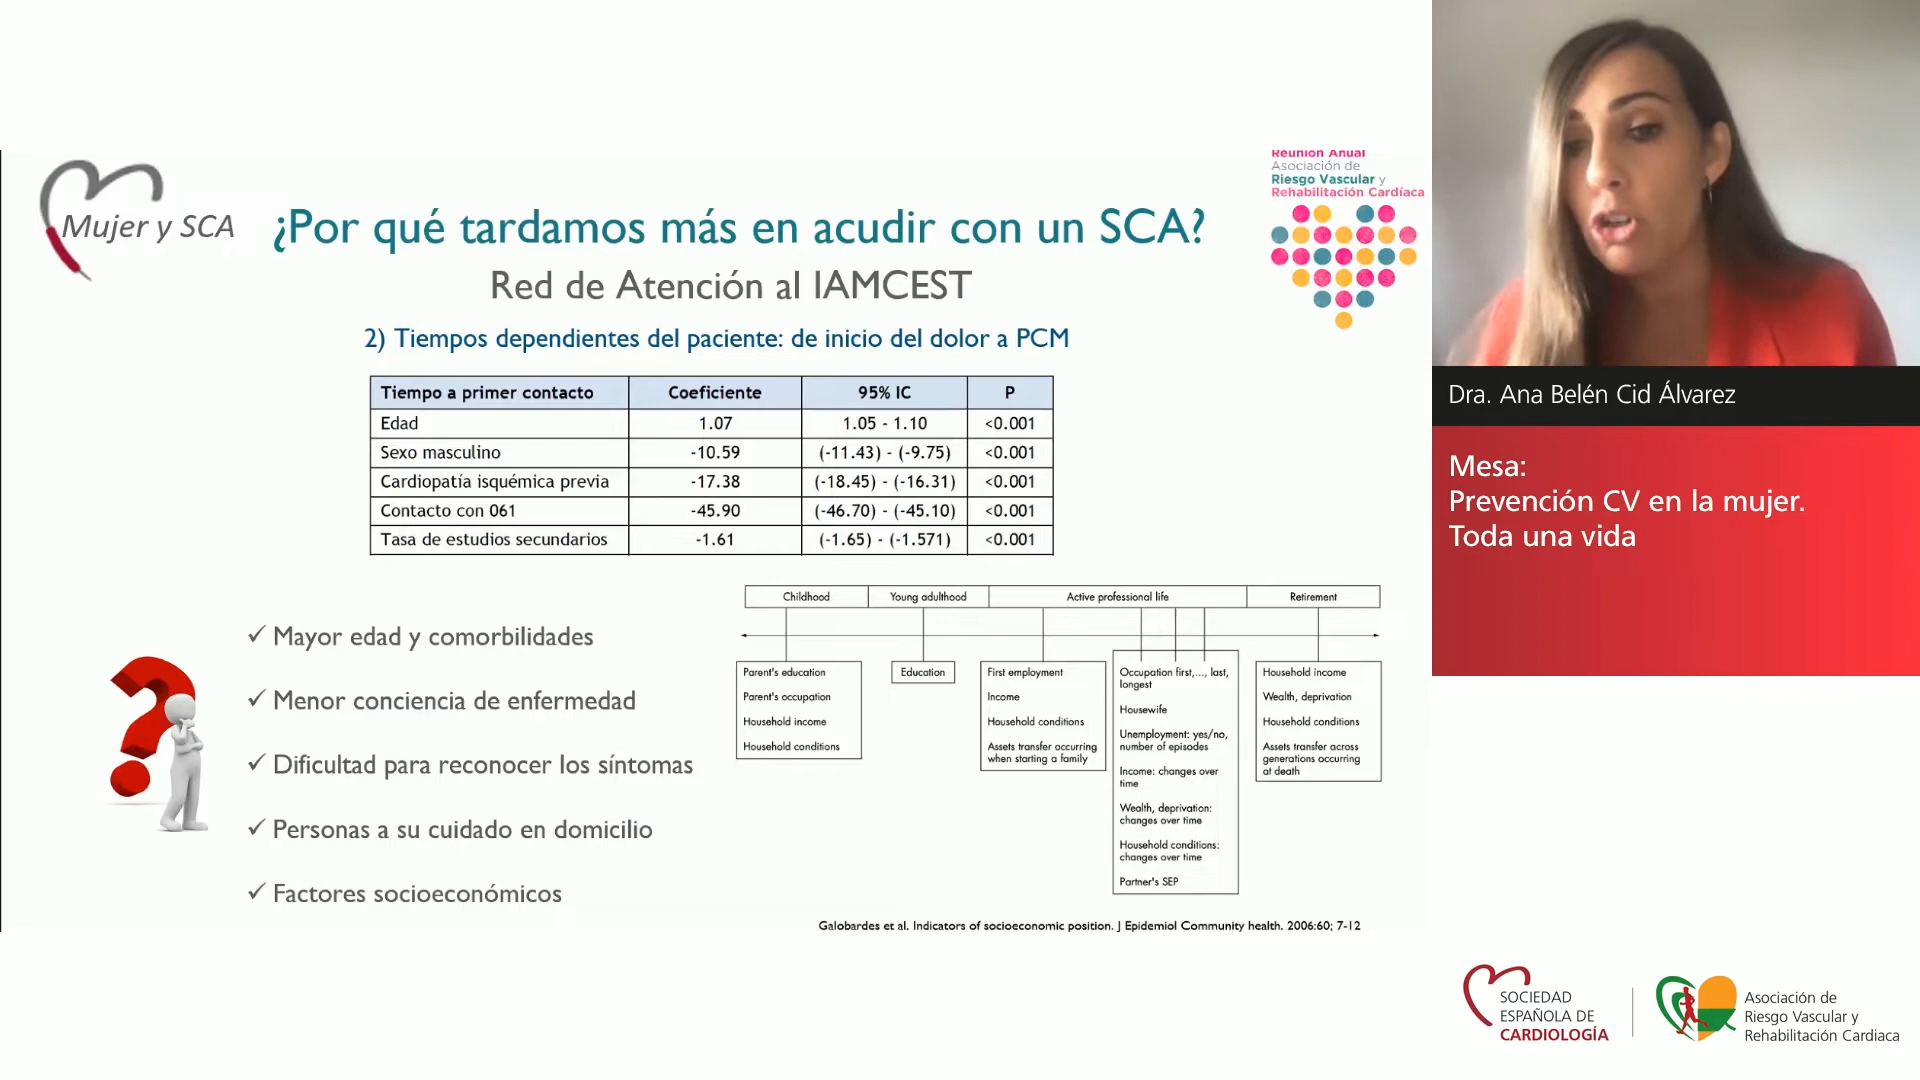 Mujer y SCA
¿Por qué tardamos más en acudir con un SCA?
Red de Atención al IAMCEST
2) Tiempos dependientes del paciente: de inicio del dolor a PCM
Reunión Anual
Asociación de
Riesgo Vascular y
Rehabilitación Cardíaca
Tiempo a primer contacto Coeficiente 95% IC P
Edad 1.07 1.05 - 1.10 <0.001
Sexo masculino -10.59 (-11.43) - (-9.75) <0.001
Cardiopatía isquémica previa -17.38 (-18.45) - (-16.31) <0.001
Contacto con 061 -45.90 (-46.70) - (-45.10) <0.001
Tasa de estudios secundarios -1.61 (-1.65) - (-1.571) <0.001
✓ Mayor edad y comorbilidades
✓ Menor conciencia de enfermedad
✓ Dificultad para reconocer los síntomas
✓ Personas a su cuidado en domicilio
✓ Factores socioeconómicos
Childhood Young adulthood Active professional life Retirement
Parent's education
Parent's occupation
Household income
Household conditions
Education
First employment
Income
Household conditions
Assets transfer occurring
when starting a family
Occupation first,..., last,
longest
Housewife
Unemployment: yes/no,
number of episodes
Income: changes over
time
Wealth, deprivation:
changes over time
Household conditions:
changes over time
Partner's SEP
Household income
Wealth, deprivation
Household conditions
Assets transfer across
generations occurring
at death
Galobardes et al. Indicators of socioeconomic position. J Epidemiol Community health. 2006:60; 7-12
Dra. Ana Belén Cid Álvarez
Mesa:
Prevención CV en la mujer.
Toda una vida
SOCIEDAD
ESPAÑOLA DE
CARDIOLOGÍA
Asociación de
Riesgo Vascular y
Rehabilitación Cardiaca